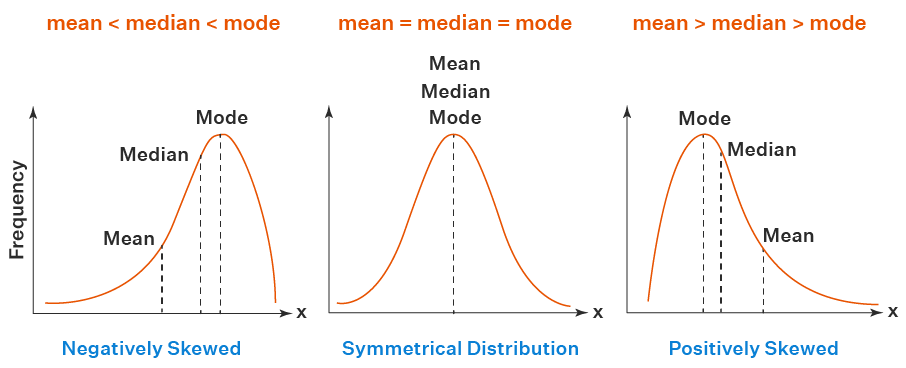 mean < median < mode
Mode
Median
Mean
Frequency
x
Negatively Skewed
mean = median = mode
Mean
Median
Mode
x
Symmetrical Distribution
mean > median > mode
Mode
Median
Mean
x
Positively Skewed